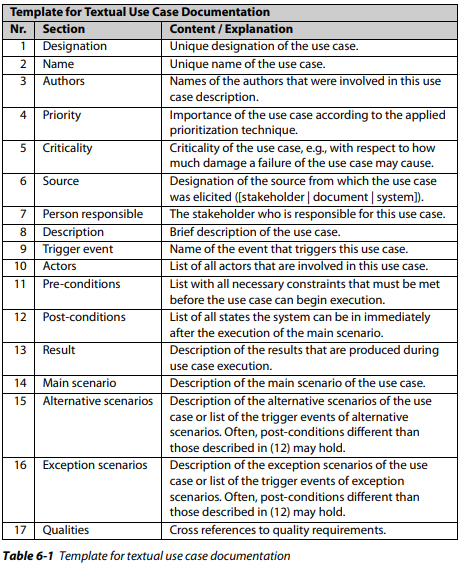 Template for Textual Use Case Documentation
Nr. Section Content / Explanation
1 Designation Unique designation of the use case.
2 Name Unique name of the use case.
3 Authors Names of the authors that were involved in this use
case description.
4 Priority Importance of the use case according to the applied
prioritization technique.
5 Criticality Criticality of the use case, e.g., with respect to how
much damage a failure of the use case may cause.
6 Source Designation of the source from which the use case
was elicited ([stakeholder | document | system]).
7 Person responsible The stakeholder who is responsible for this use case.
8 Description Brief description of the use case.
9 Trigger event Name of the event that triggers this use case.
10 Actors List of all actors that are involved in this use case.
11 Pre-conditions List with all necessary constraints that must be met
before the use case can begin execution.
12 Post-conditions List of all states the system can be in immediately
after the execution of the main scenario.
13 Result Description of the results that are produced during
use case execution.
14 Main scenario Description of the main scenario of the use case.
15 Alternative scenarios Description of the alternative scenarios of the use
case or list of the trigger events of alternative
scenarios. Often, post-conditions different than
those described in (12) may hold.
16 Exception scenarios Description of the exception scenarios of the use
case or list of the trigger events of exception
scenarios. Often, post-conditions different than
those described in (12) may hold.
17 Qualities Cross references to quality requirements.
Table 6-1 Template for textual use case documentation